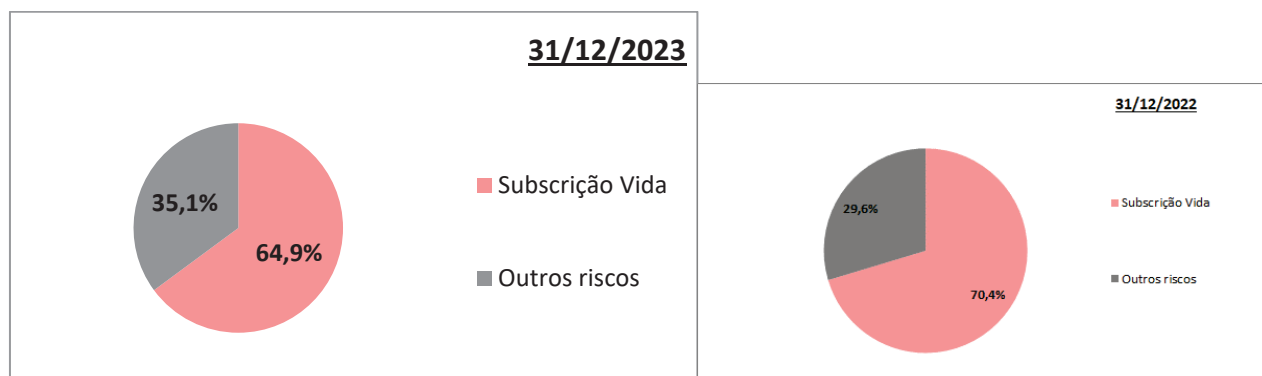 31/12/2023
35,1%
64,9%
Subscrição Vida
Outros riscos
31/12/2022
29,6%
70,4%
Subscrição Vida
Outros riscos